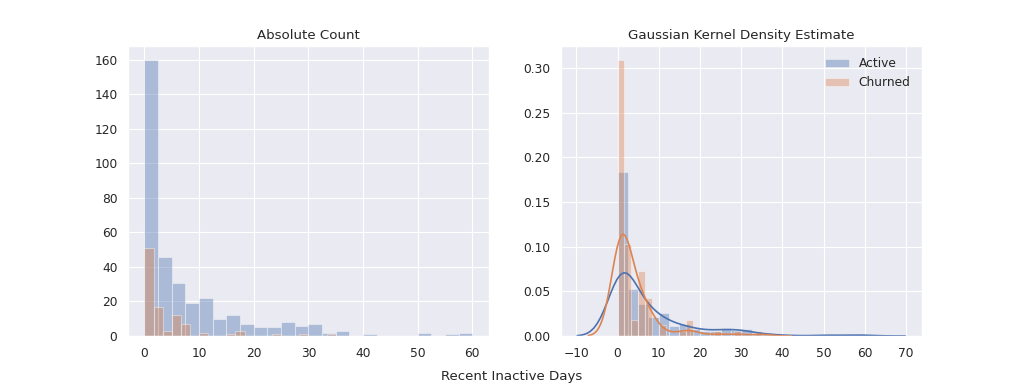 Absolute Count
Gaussian Kernel Density Estimate
160
140
120
100
80
60
40
20
0
0 10 20 30 40 50 60
0.30
0.25
0.20
0.15
0.10
0.05
0.00
−10 0 10 20 30 40 50 60 70
Active
Churned
Recent Inactive Days